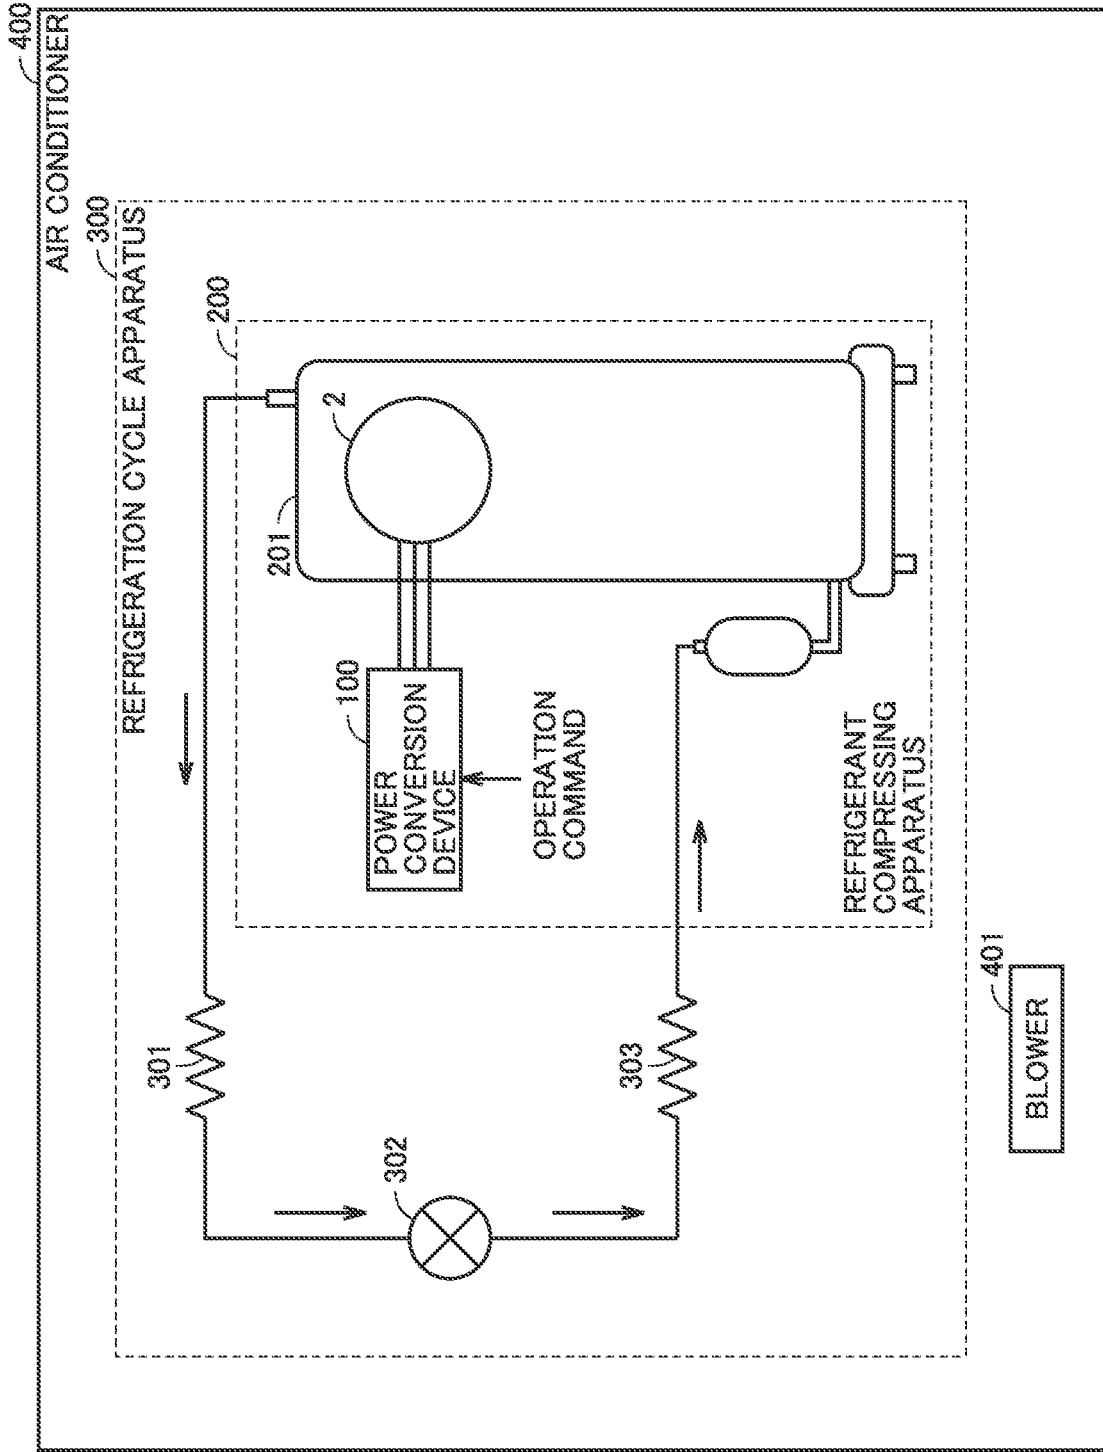 400
AIR CONDITIONER
300
REFRIGERATION CYCLE APPARATUS
200
201
2
100
POWER
CONVERSION
DEVICE
OPERATION
COMMAND
REFRIGERANT
COMPRESSING
APPARATUS
301
302
303
401
BLOWER